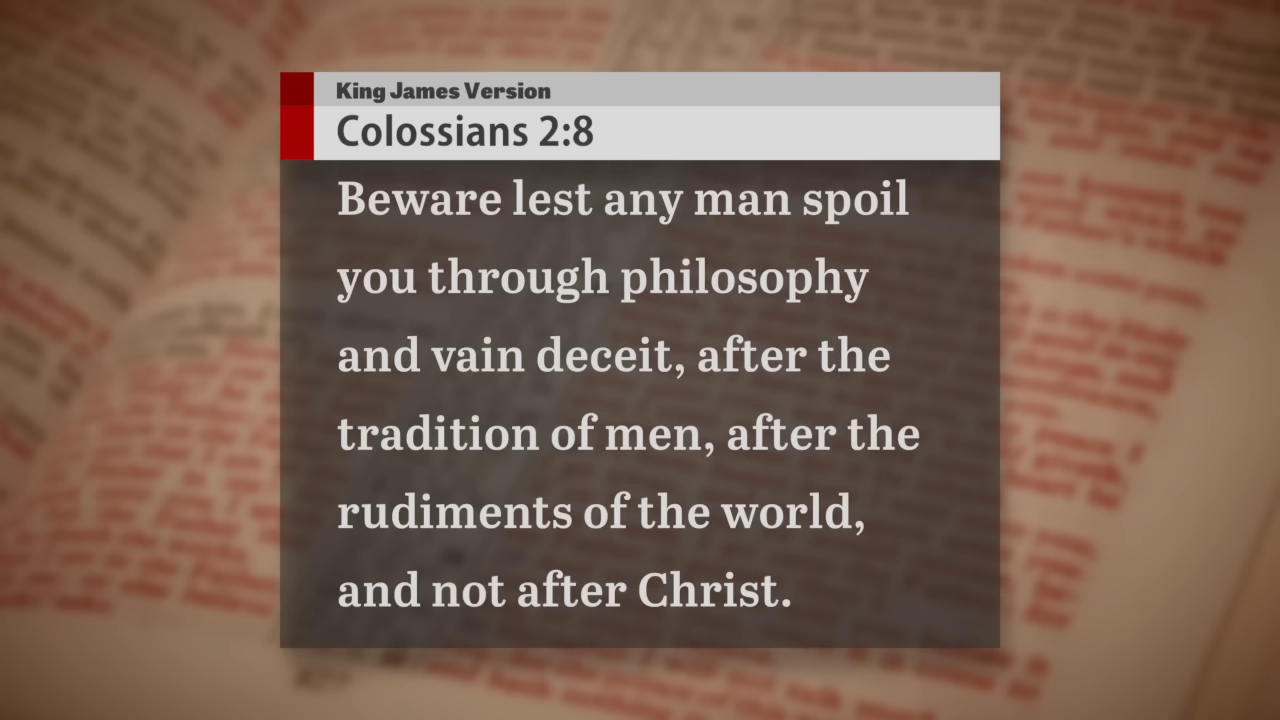 King James Version
Colossians 2:8
Beware lest any man spoil
you through philosophy
and vain deceit, after the
tradition of men, after the
rudiments of the world,
and not after Christ.